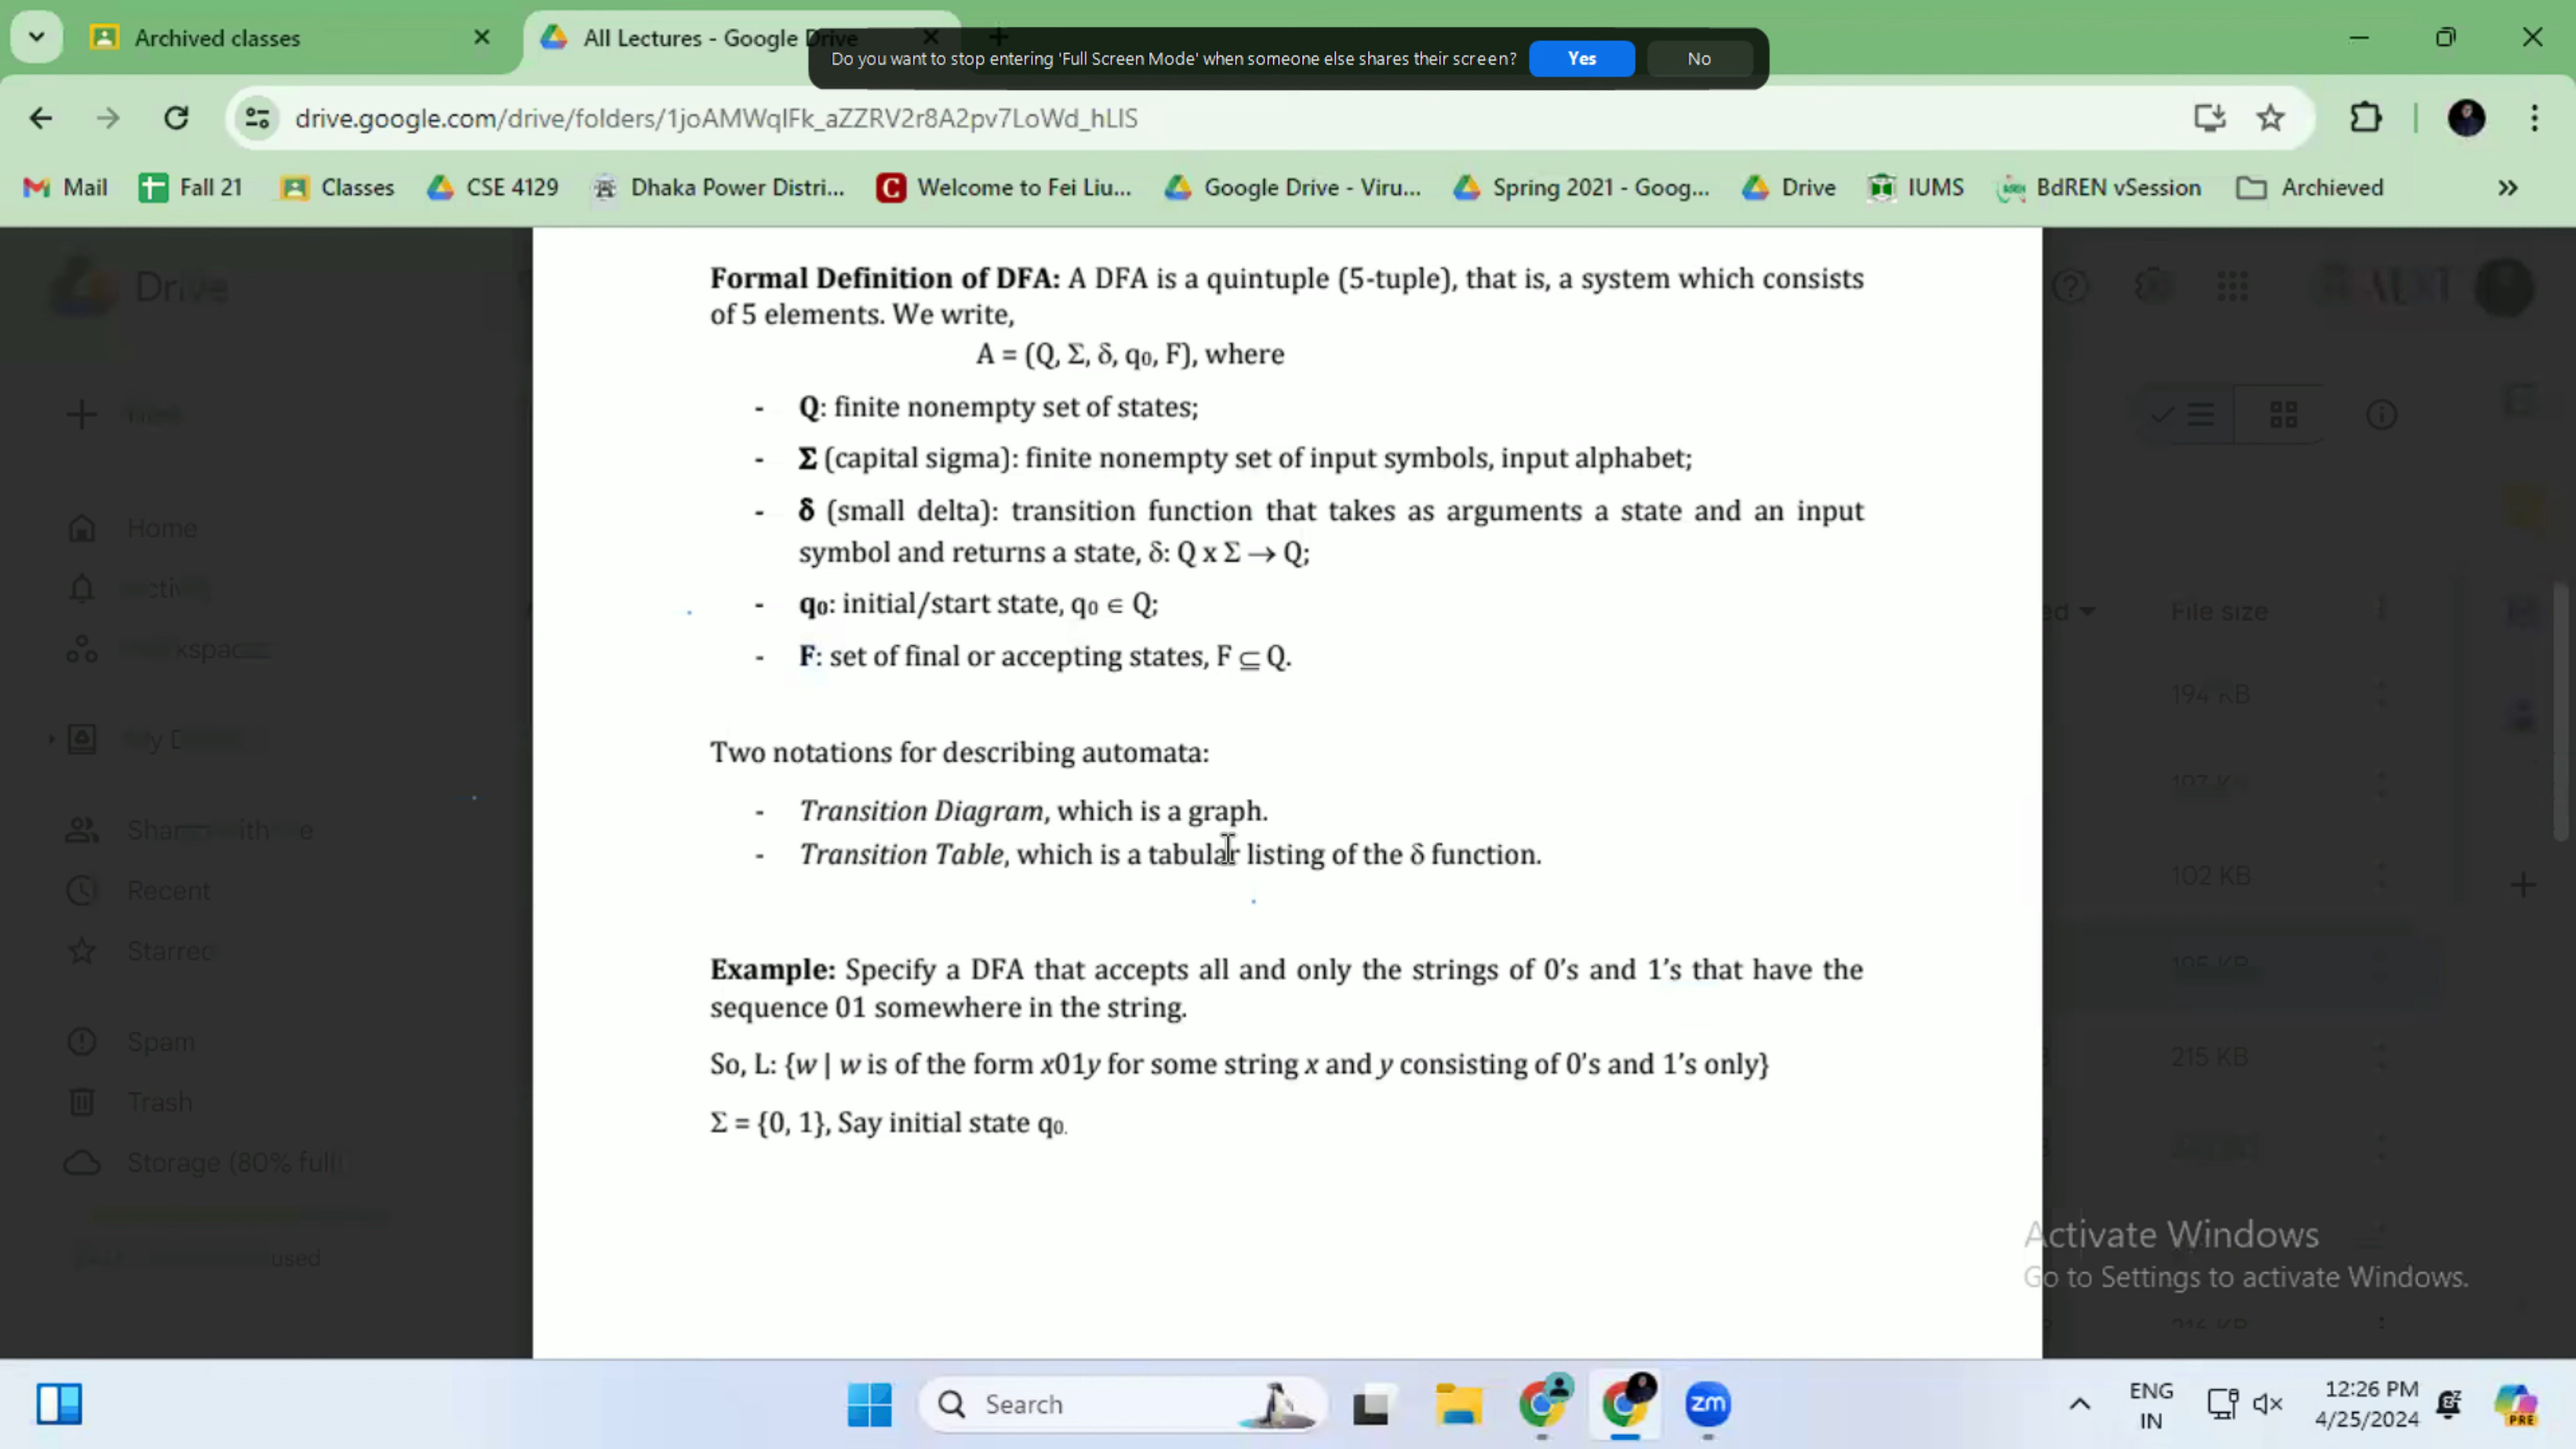 Archived classes
All Lectures - Google Drive
Do you want to stop entering 'Full Screen Mode' when someone else shares their screen? Yes No
drive.google.com/drive/folders/1joAMWqlFk_aZZRV2r8A2pv7LoWd_hLlS
Mail Fall 21 Classes CSE 4129 Dhaka Power Distri... Welcome to Fei Liu... Google Drive - Viru... Spring 2021 - Goog... Drive IUMS BdREN vSession Archieved »
Drive
Formal Definition of DFA: A DFA is a quintuple (5-tuple), that is, a system which consists
of 5 elements. We write,
A = (Q, Σ, δ, q0, F), where
- Q: finite nonempty set of states;
- Σ (capital sigma): finite nonempty set of input symbols, input alphabet;
- δ (small delta): transition function that takes as arguments a state and an input
symbol and returns a state, δ: Q x Σ → Q;
- q0: initial/start state, q0 ∈ Q;
- F: set of final or accepting states, F ⊆ Q.
Two notations for describing automata:
- Transition Diagram, which is a graph.
- Transition Table, which is a tabular listing of the δ function.
Example: Specify a DFA that accepts all and only the strings of 0's and 1's that have the
sequence 01 somewhere in the string.
So, L: {w | w is of the form x01y for some string x and y consisting of 0's and 1's only}
Σ = {0, 1}, Say initial state q0.
Home
Recent
Starred
Spam
Trash
Storage (80% full)
used
File size
194 KB
102 KB
215 KB
Activate Windows
Go to Settings to activate Windows.
Search
zm
ENG
IN
12:26 PM
4/25/2024
PRE